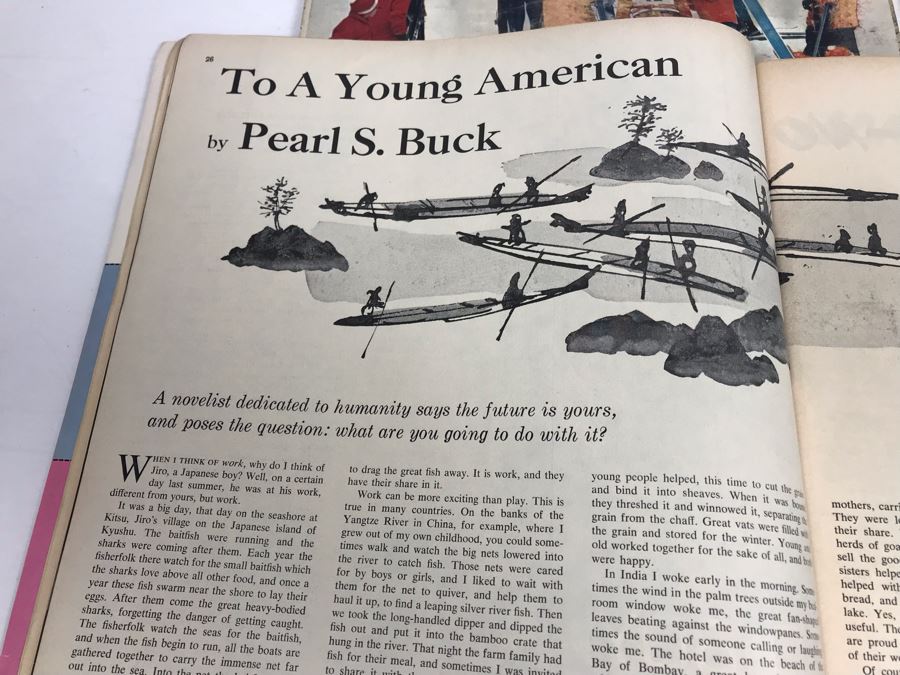 26
To A Young American
by Pearl S. Buck
A novelist dedicated to humanity says the future is yours,
and poses the question: what are you going to do with it?
WHEN I THINK OF work, why do I think of
Jiro, a Japanese boy? Well, on a certain
day last summer, he was at his work,
different from yours, but work.
It was a big day, that day on the seashore at
Kitsu, Jiro's village on the Japanese island of
Kyushu. The baitfish were running and the
sharks were coming after them. Each year the
fisherfolk there watch for the small baitfish which
the sharks love above all other food, and once a
year these fish swarm near the shore to lay their
eggs. After them come the great heavy-bodied
sharks, forgetting the danger of getting caught.
The fisherfolk watch the seas for the baitfish,
and when the fish begin to run, all the boats are
gathered together to carry the immense net far
out into the sea. Into the net the
to drag the great fish away. It is work, and they
have their share in it.
Work can be more exciting than play. This is
true in many countries. On the banks of the
Yangtze River in China, for example, where I
grew out of my own childhood, you could some-
times walk and watch the big nets lowered into
the river to catch fish. Those nets were cared
for by boys or girls, and I liked to wait with
them for the net to quiver, and help them to
haul it up, to find a leaping silver river fish. Then
we took the long-handled dipper and dipped the
fish out and put it into the bamboo crate that
hung in the river. That night the farm family had
fish for their meal, and sometimes I was invited
to share it with
young people helped, this time to cut the
and bind it into sheaves. When it was
they threshed it and winnowed it, separating
grain from the chaff. Great vats were filled
the grain and stored for the winter. Young
old worked together for the sake of all, and
were happy.
In India I woke early in the morning.
times the wind in the palm trees outside my
room window woke me, the great
leaves beating against the windowpanes.
times the sound of someone calling or
woke me. The hotel was on the beach of
Bay of Bombay, a great
mothers,
They were
their share.
herds of
sell the
sisters
helped
bread, and
lake. Yes,
useful. The
are proud
of their
Of